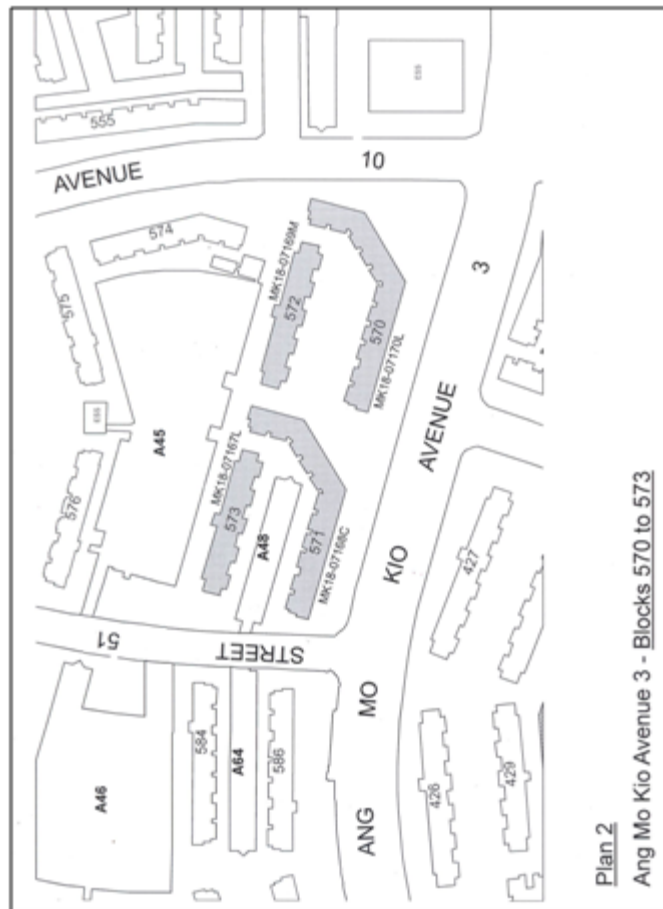 555
AVENUE
10
E55
574
575
MK18-07169M
572
570
MK18-07170L
3
AVENUE
E55
A45
576
MK18-07167L
573
A48
571
MK18-07168C
KIO
427
51
STREET
MO
A46
584
A64
586
ANG
426
429
Plan 2
Ang Mo Kio Avenue 3 - Blocks 570 to 573